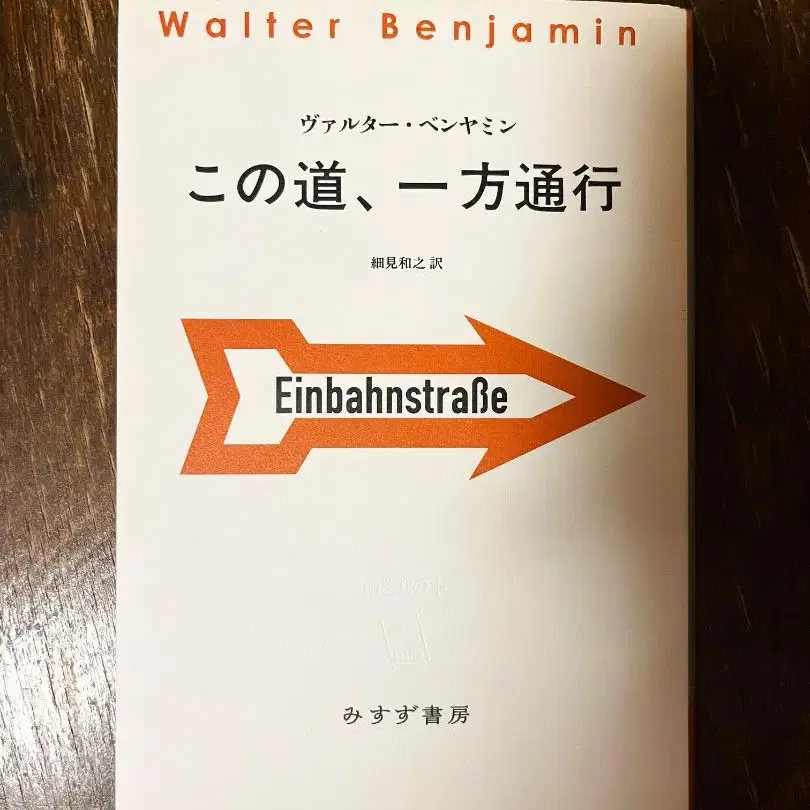 Walter Benjamin
ヴァルター・ベンヤミン
この道、一方通行
細見和之 訳
Einbahnstraße
みすず書房